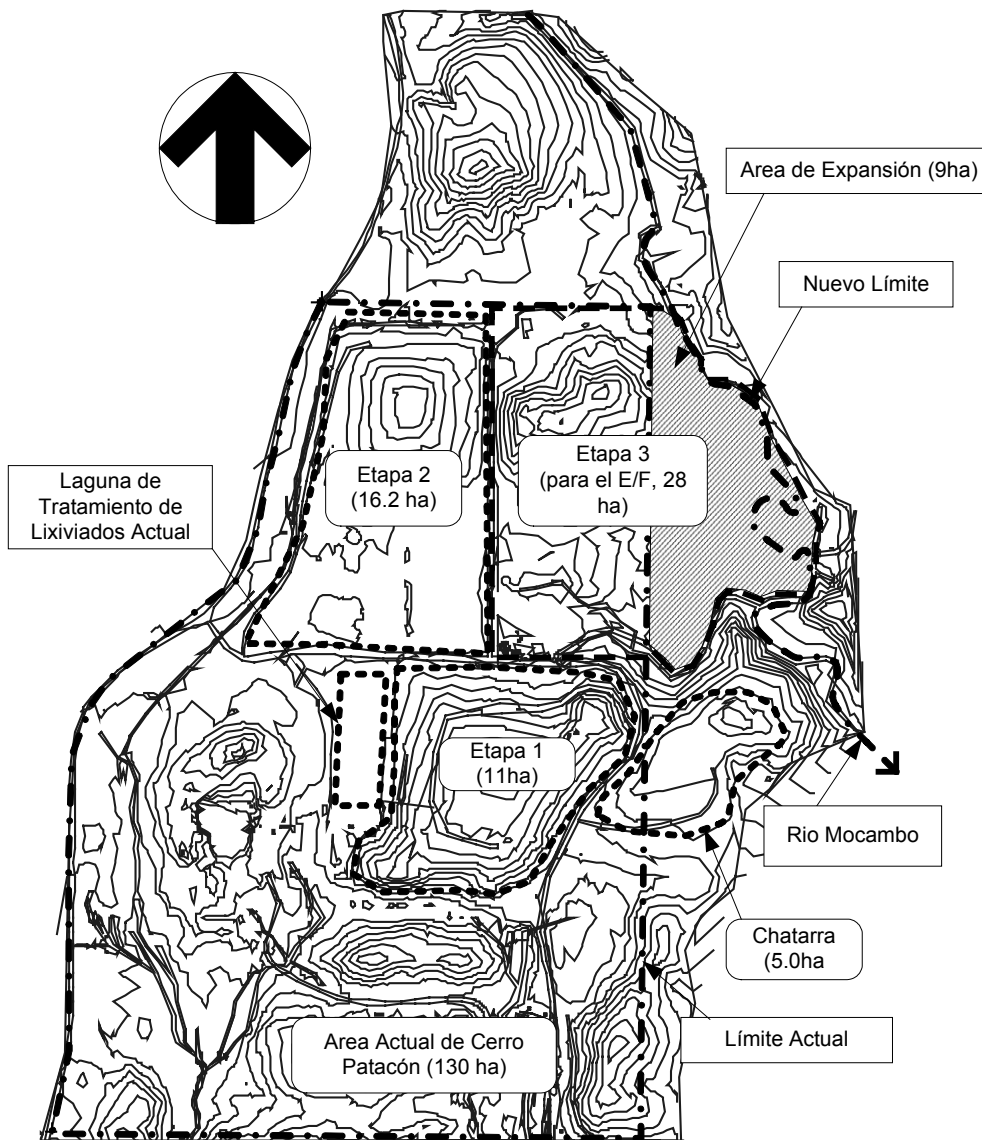 Area de Expansión (9ha)
Nuevo Límite
Etapa 2
(16.2 ha)
Etapa 3
(para el E/F, 28
ha)
Laguna de
Tratamiento de
Lixiviados Actual
Etapa 1
(11ha)
Rio Mocambo
Chatarra
(5.0ha
Límite Actual
Area Actual de Cerro
Patacón (130 ha)